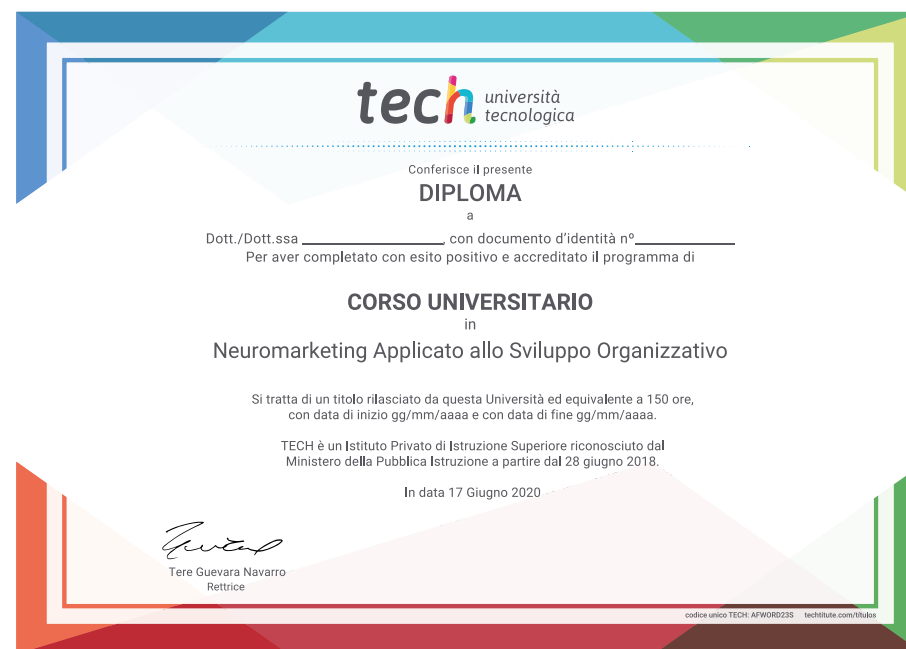 tech università
tecnologica
Conferisce il presente
DIPLOMA
a
Dott./Dott.ssa ____________________, con documento d'identità nº______________
Per aver completato con esito positivo e accreditato il programma di
CORSO UNIVERSITARIO
in
Neuromarketing Applicato allo Sviluppo Organizzativo
Si tratta di un titolo rilasciato da questa Università ed equivalente a 150 ore,
con data di inizio gg/mm/aaaa e con data di fine gg/mm/aaaa.
TECH è un Istituto Privato di Istruzione Superiore riconosciuto dal
Ministero della Pubblica Istruzione a partire dal 28 giugno 2018.
In data 17 Giugno 2020
Tere Guevara Navarro
Rettrice
codice unico TECH: AFWORD23S techtitute.com/titulos